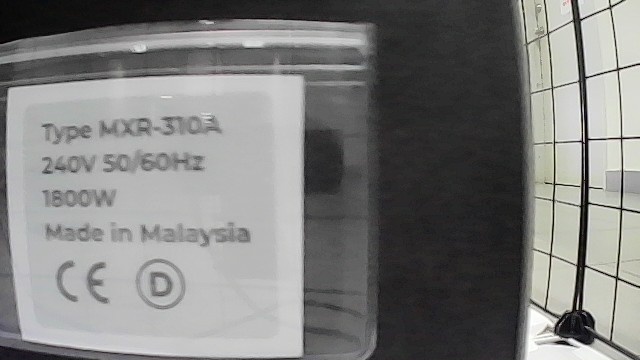 Type MXR-310A
240V 50/60Hz
1800W
Made in Malaysia
CE D